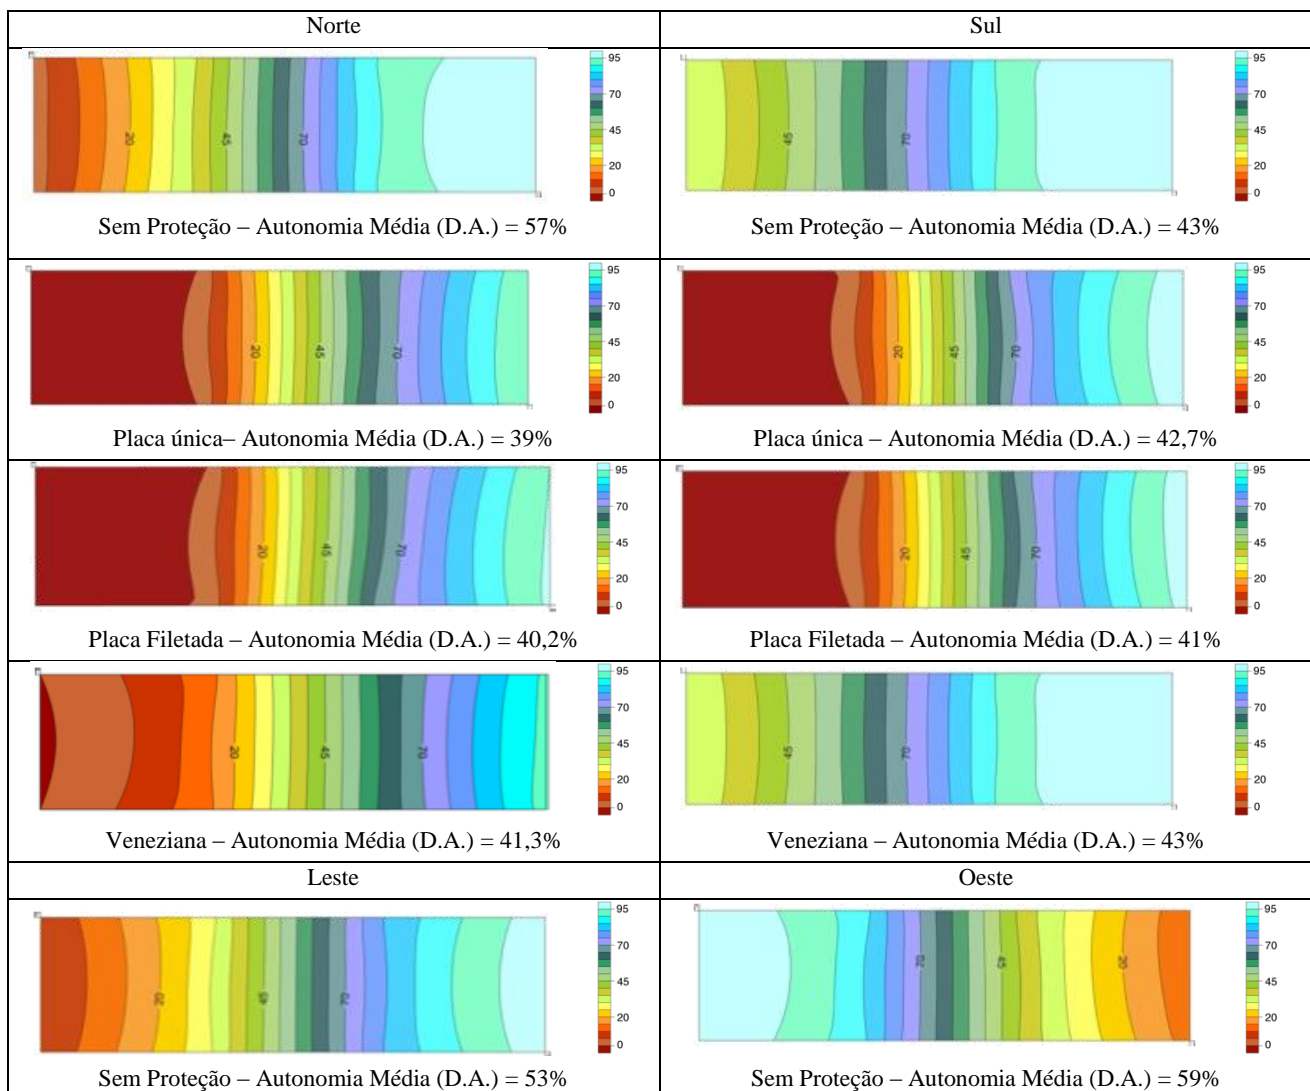 Norte
Sul
20 45 70
95
70
45
20
0
45 70
95
70
45
20
0
Sem Proteção – Autonomia Média (D.A.) = 57%
Sem Proteção – Autonomia Média (D.A.) = 43%
20 45 70
95
70
45
20
0
20 45 70
95
70
45
20
0
Placa única– Autonomia Média (D.A.) = 39%
Placa única – Autonomia Média (D.A.) = 42,7%
20 45 70
95
70
45
20
0
20 45 70
95
70
45
20
0
Placa Filetada – Autonomia Média (D.A.) = 40,2%
Placa Filetada – Autonomia Média (D.A.) = 41%
20 45 70
95
70
45
20
0
45 70
95
70
45
20
0
Veneziana – Autonomia Média (D.A.) = 41,3%
Veneziana – Autonomia Média (D.A.) = 43%
Leste
Oeste
20 45 70
95
70
45
20
0
70 45 20
95
70
45
20
0
Sem Proteção – Autonomia Média (D.A.) = 53%
Sem Proteção – Autonomia Média (D.A.) = 59%